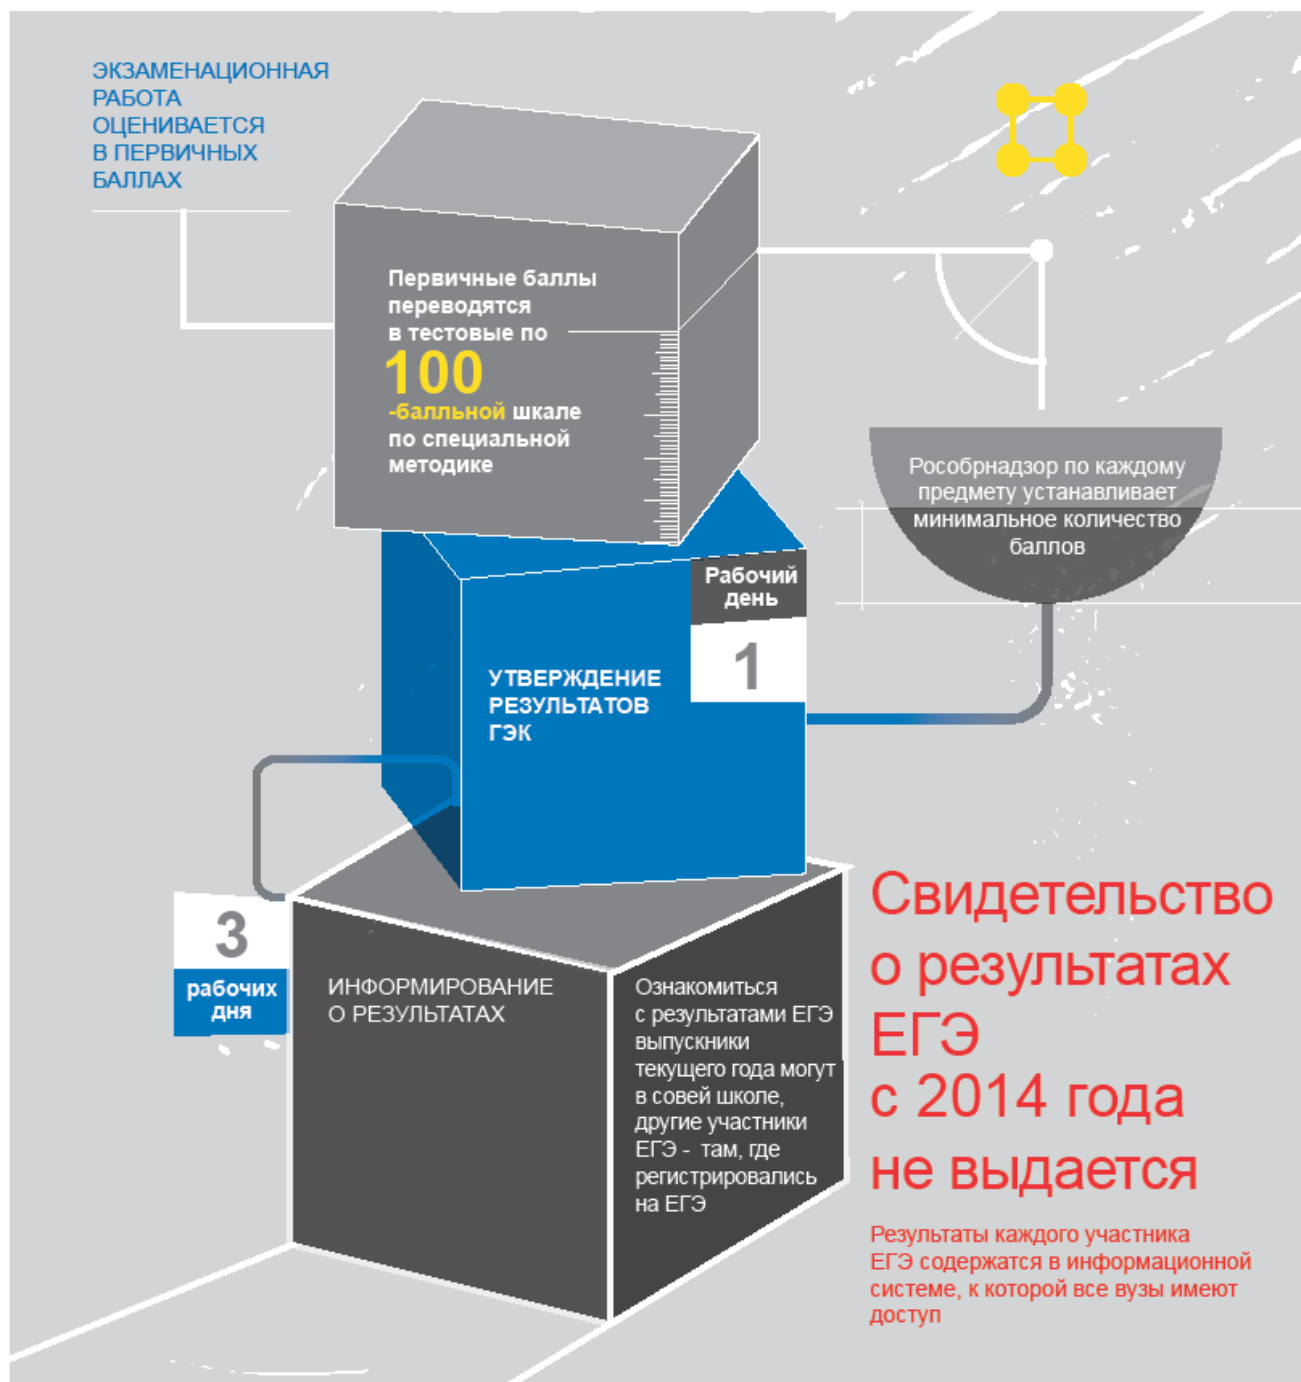 ЭКЗАМЕНАЦИОННАЯ
РАБОТА
ОЦЕНИВАЕТСЯ
В ПЕРВИЧНЫХ
БАЛЛАХ
Первичные баллы
переводятся
в тестовые по
100
-балльной шкале
по специальной
методике
Рособрнадзор по каждому
предмету устанавливает
минимальное количество
баллов
Рабочий
день
1
УТВЕРЖДЕНИЕ
РЕЗУЛЬТАТОВ
ГЭК
3
рабочих
дня
ИНФОРМИРОВАНИЕ
О РЕЗУЛЬТАТАХ
Ознакомиться
с результатами ЕГЭ
выпускники
текущего года могут
в совей школе,
другие участники
ЕГЭ - там, где
регистрировались
на ЕГЭ
Свидетельство
о результатах
ЕГЭ
с 2014 года
не выдается
Результаты каждого участника
ЕГЭ содержатся в информационной
системе, к которой все вузы имеют
доступ